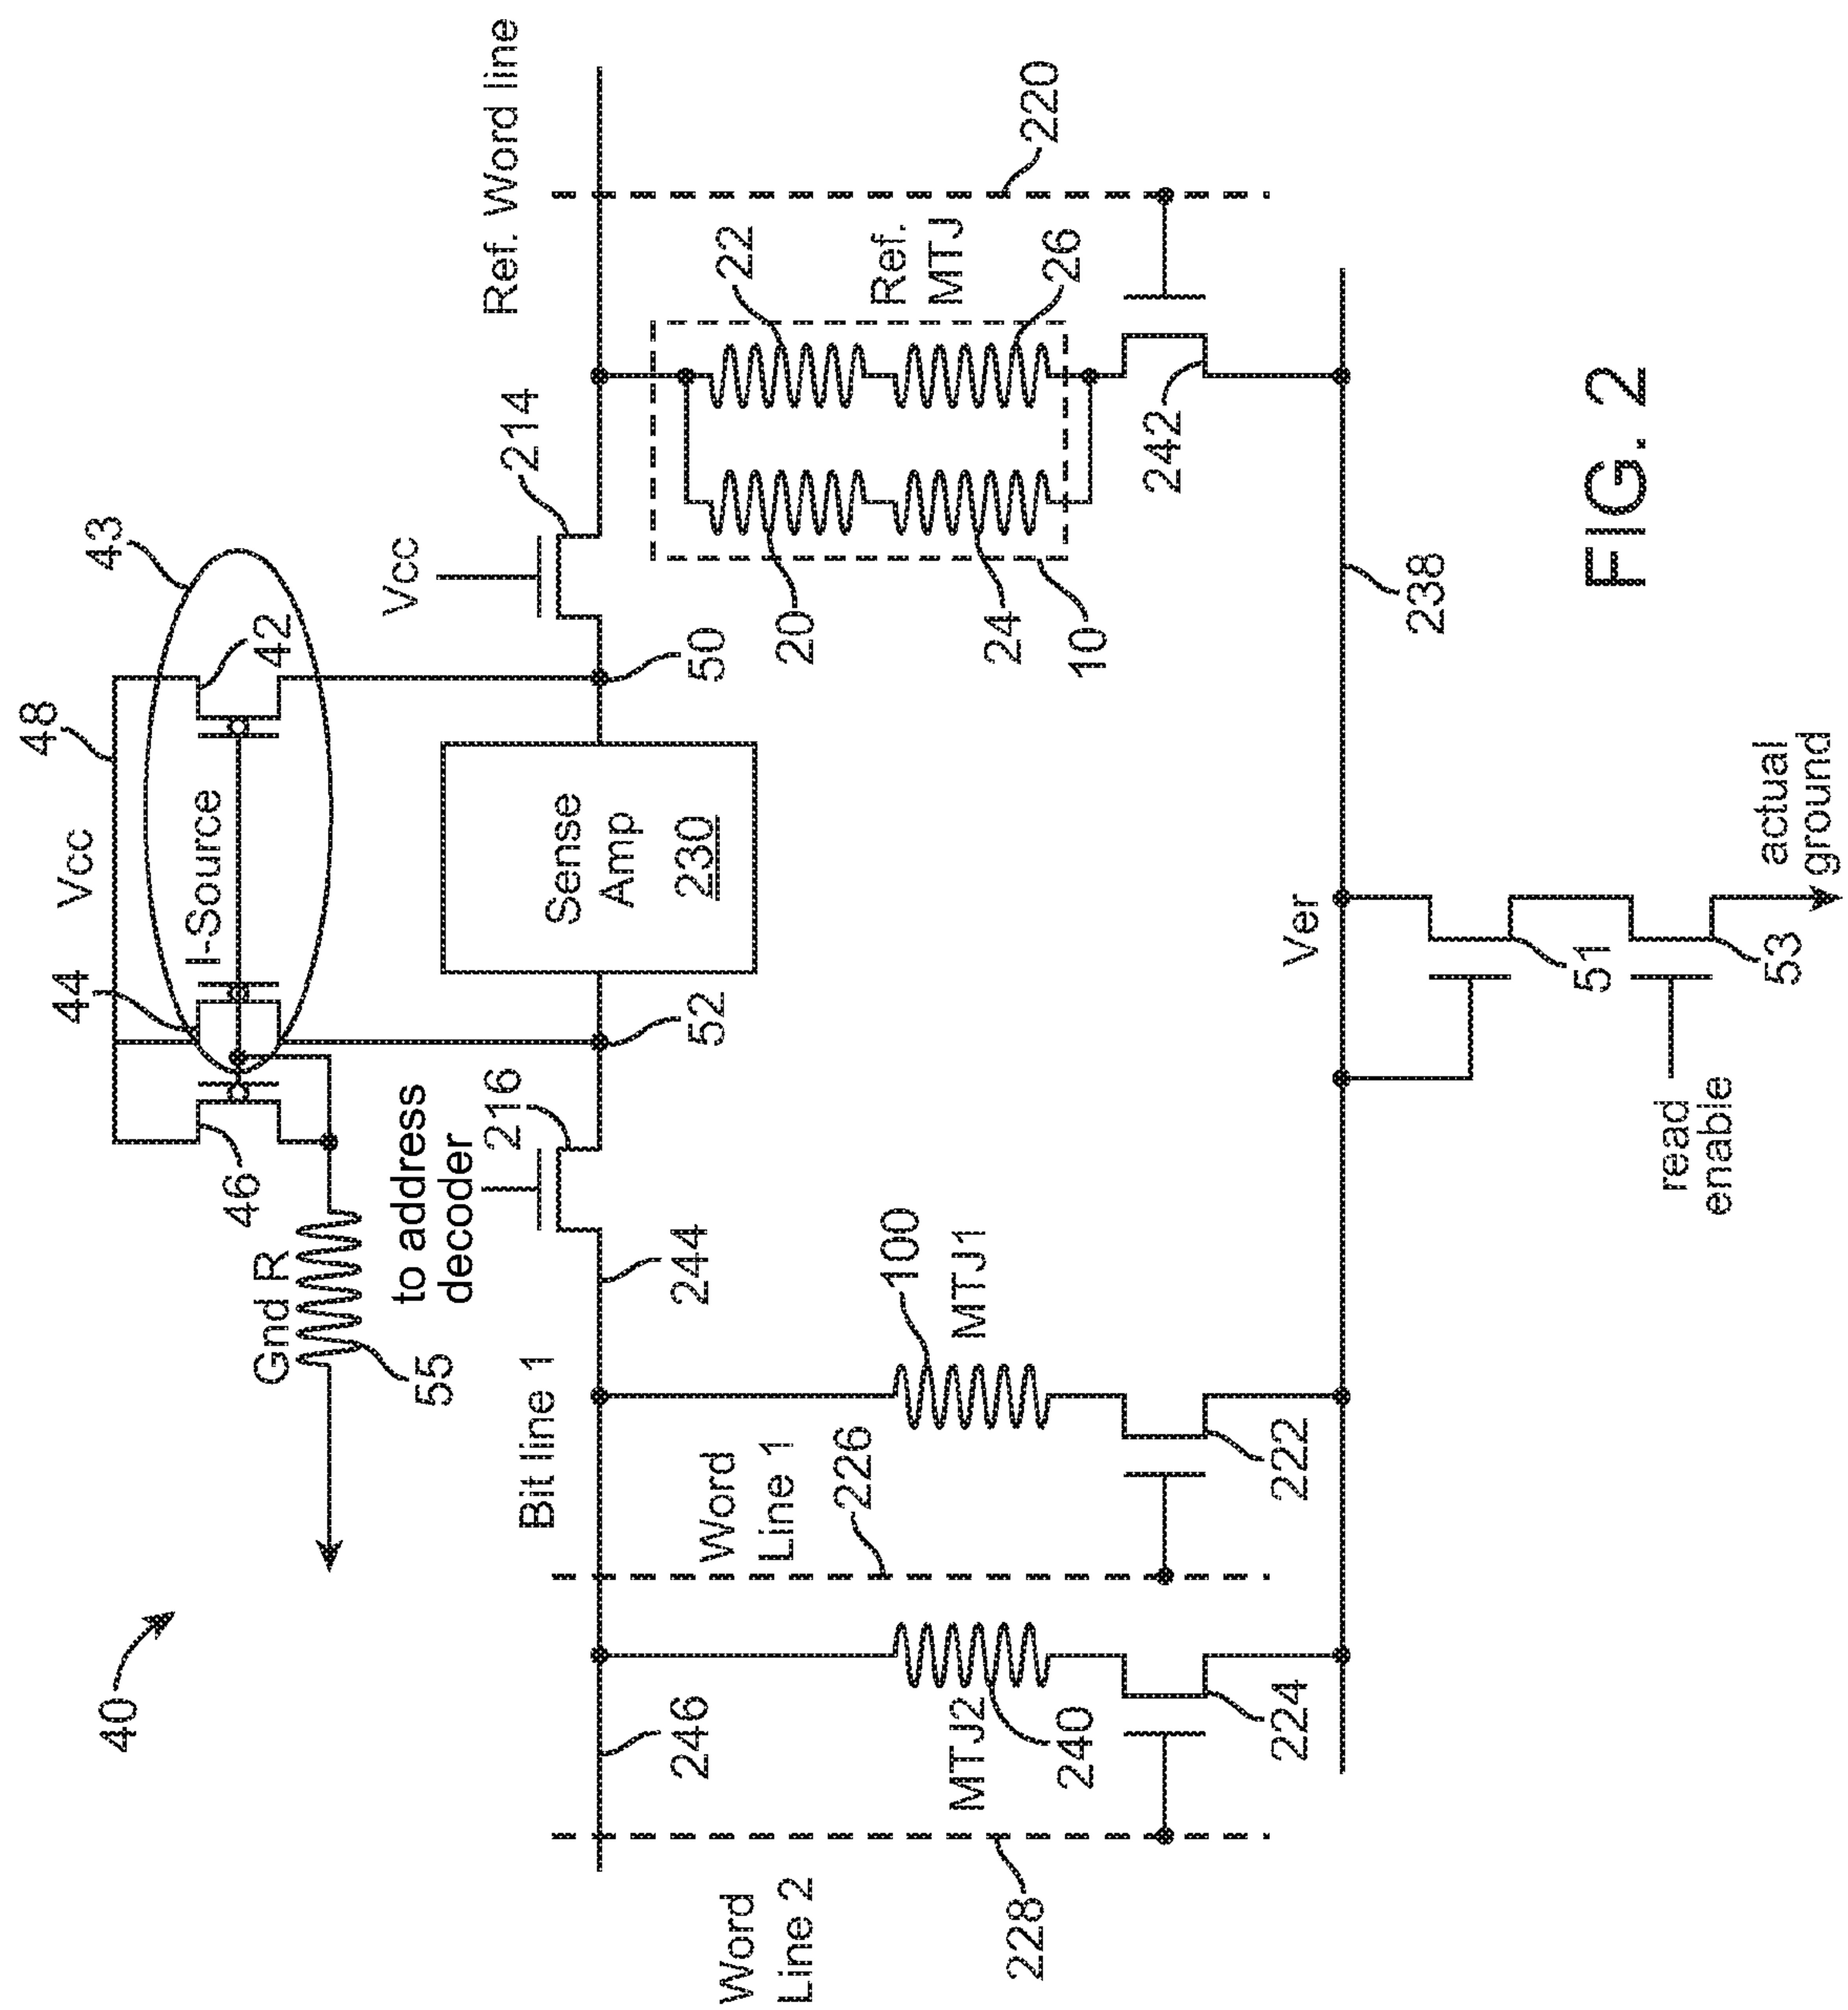 40
48
43
Vcc
44
I-Source
42
46
Gnd R
55
to address
decoder
216
Vcc
214
Ref. Word line
Bit line 1
Sense
Amp
230
246
244
52
50
22
Word
Line 2
Word
Line 1
226
20
Ref.
MTJ
100
MTJ1
MTJ2
240
24
26
220
10
228
224
222
242
Ver
238
51
read
enable
53
actual
ground
FIG. 2